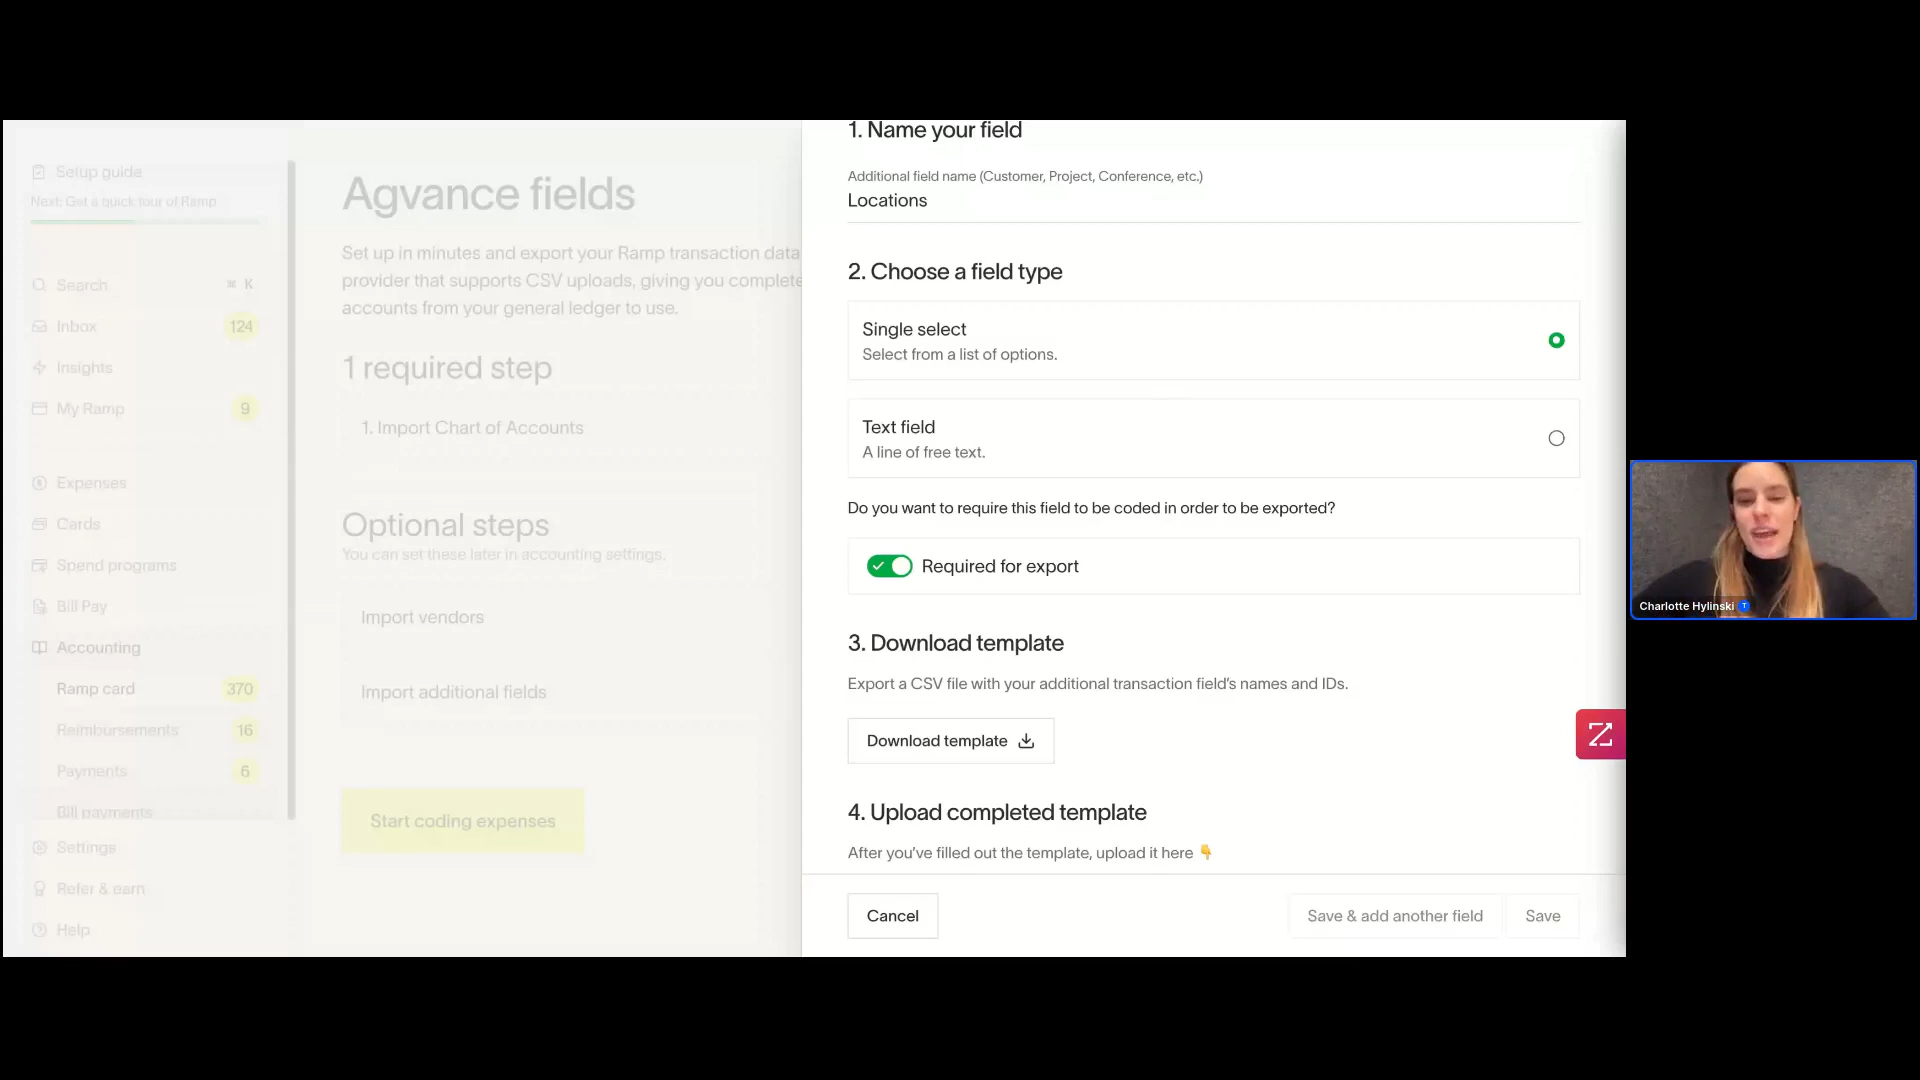 Setup guide
Next: Get a quick tour of Ramp
Search ⌘ K
Inbox 124
Insights
My Ramp 9
Expenses
Cards
Spend programs
Bill Pay
Accounting
Ramp card 370
Reimbursements 16
Payments 6
Bill payments
Settings
Refer & earn
Help
Agvance fields
Set up in minutes and export your Ramp transaction data
provider that supports CSV uploads, giving you complete
accounts from your general ledger to use.
1 required step
1. Import Chart of Accounts
Optional steps
You can set these later in accounting settings.
Import vendors
Import additional fields
Start coding expenses
1. Name your field
Additional field name (Customer, Project, Conference, etc.)
Locations
2. Choose a field type
Single select
Select from a list of options.
Text field
A line of free text.
Do you want to require this field to be coded in order to be exported?
Required for export
3. Download template
Export a CSV file with your additional transaction field's names and IDs.
Download template
4. Upload completed template
After you've filled out the template, upload it here 👇
Cancel
Save & add another field
Save
Charlotte Hylinski T